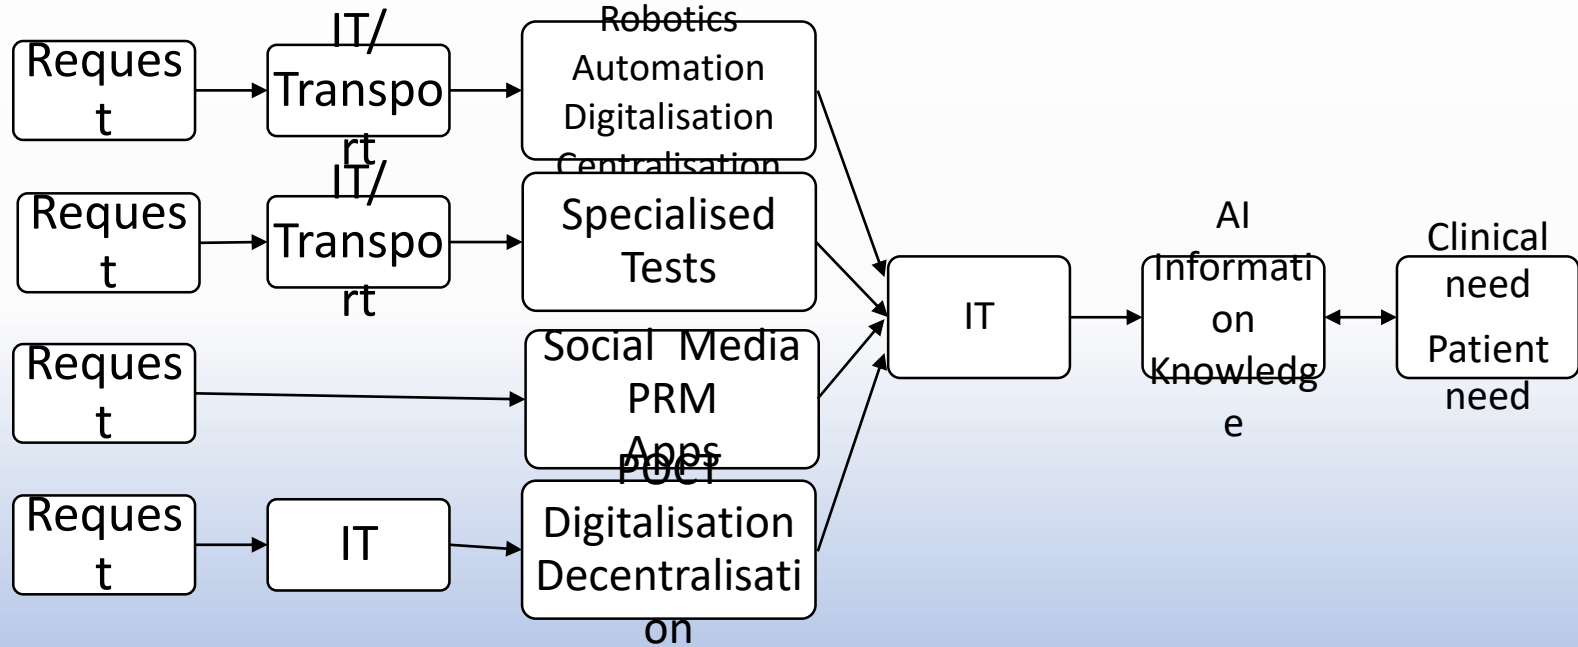 Reques
t
IT/
Transpo
rt
Robotics
Automation
Digitalisation
Centralisation
Reques
t
IT/
Transpo
rt
Specialised
Tests
Reques
t
Social Media
PRM
Apps
Reques
t
IT
POCT
Digitalisation
Decentralisati
on
IT
AI
Informati
on
Knowledg
e
Clinical
need
Patient
need